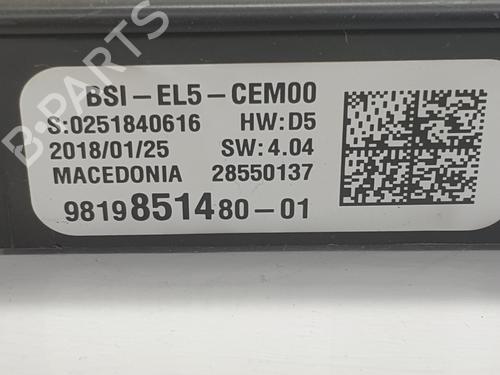 B-PARTS
BSI-EL5-CEM00
S:0251840616 HW:D5
2018/01/25 SW:4.04
MACEDONIA 28550137
9819851480-01